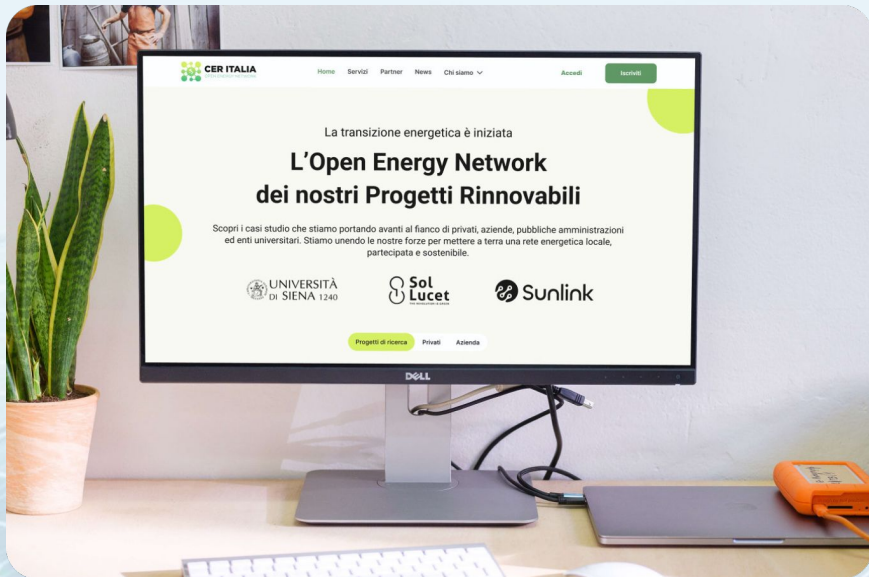 CER ITALIA
OPEN ENERGY NETWORK
Home Servizi Partner News Chi siamo Accedi Iscriviti
La transizione energetica è iniziata
L'Open Energy Network
dei nostri Progetti Rinnovabili
Scopri i casi studio che stiamo portando avanti al fianco di privati, aziende, pubbliche amministrazioni
ed enti universitari. Stiamo unendo le nostre forze per mettere a terra una rete energetica locale,
partecipata e sostenibile.
UNIVERSITÀ
DI SIENA 1240
Sol
Lucet
Sunlink
Progetti di ricerca Privati Azienda
DELL